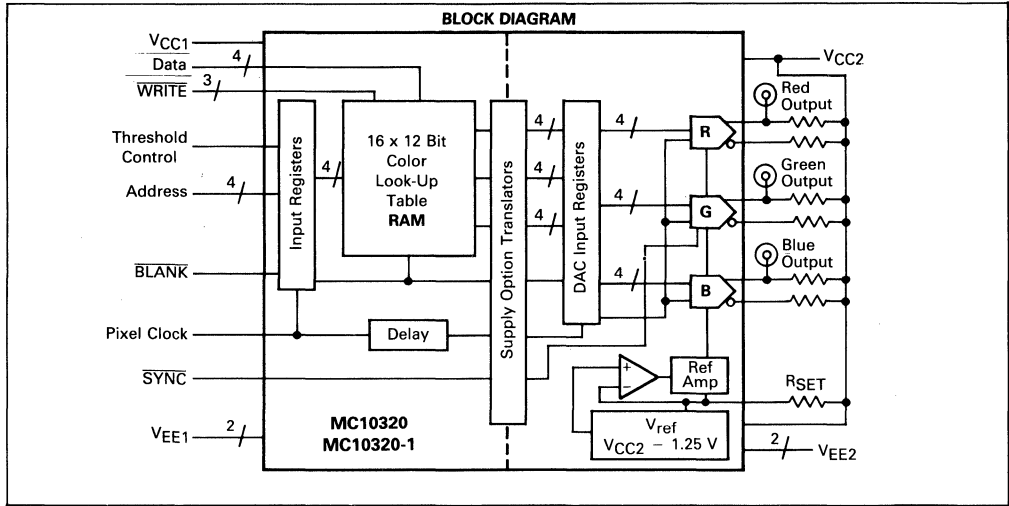 BLOCK DIAGRAM
VCC1
Data
4
WRITE
3
Threshold
Control
Address
4
BLANK
Pixel Clock
SYNC
VEE1
2
Input Registers
4
16 x 12 Bit
Color
Look-Up
Table
RAM
Delay
Supply Option Translators
4
4
4
DAC Input Registers
4
4
4
R
G
B
VCC2
Red
Output
Green
Output
Blue
Output
+
−
Ref
Amp
RSET
Vref
VCC2 − 1.25 V
2
VEE2
MC10320
MC10320-1